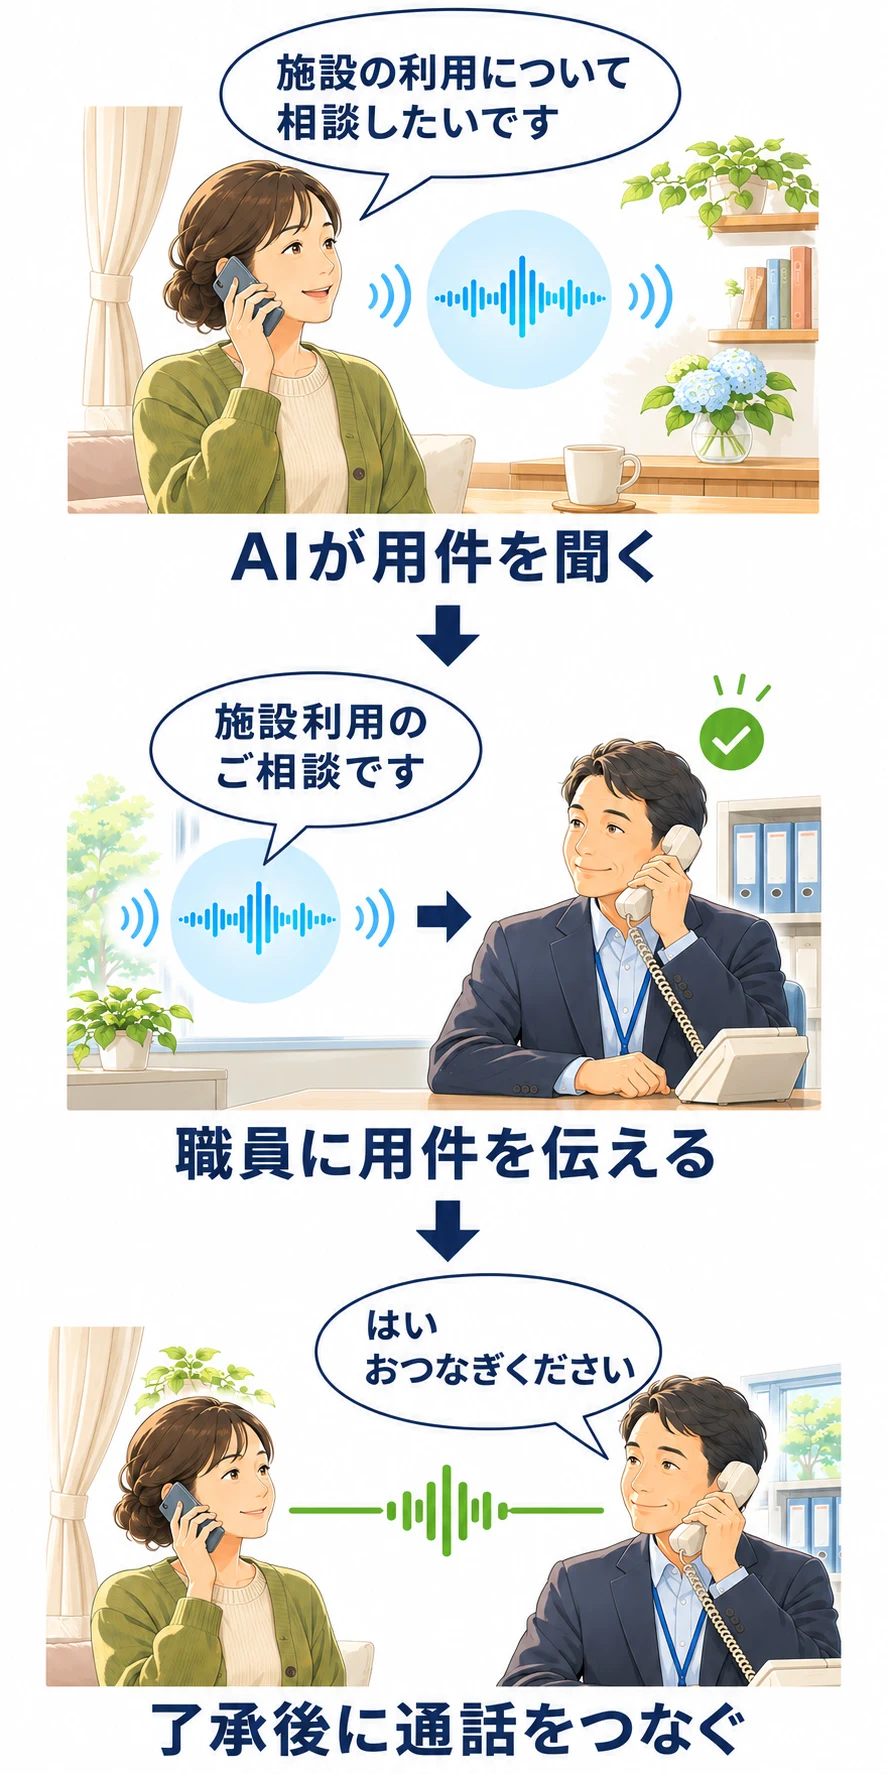 施設の利用について
相談したいです
AIが用件を聞く
施設利用の
ご相談です
職員に用件を伝える
はい
おつなぎください
了承後に通話をつなぐ